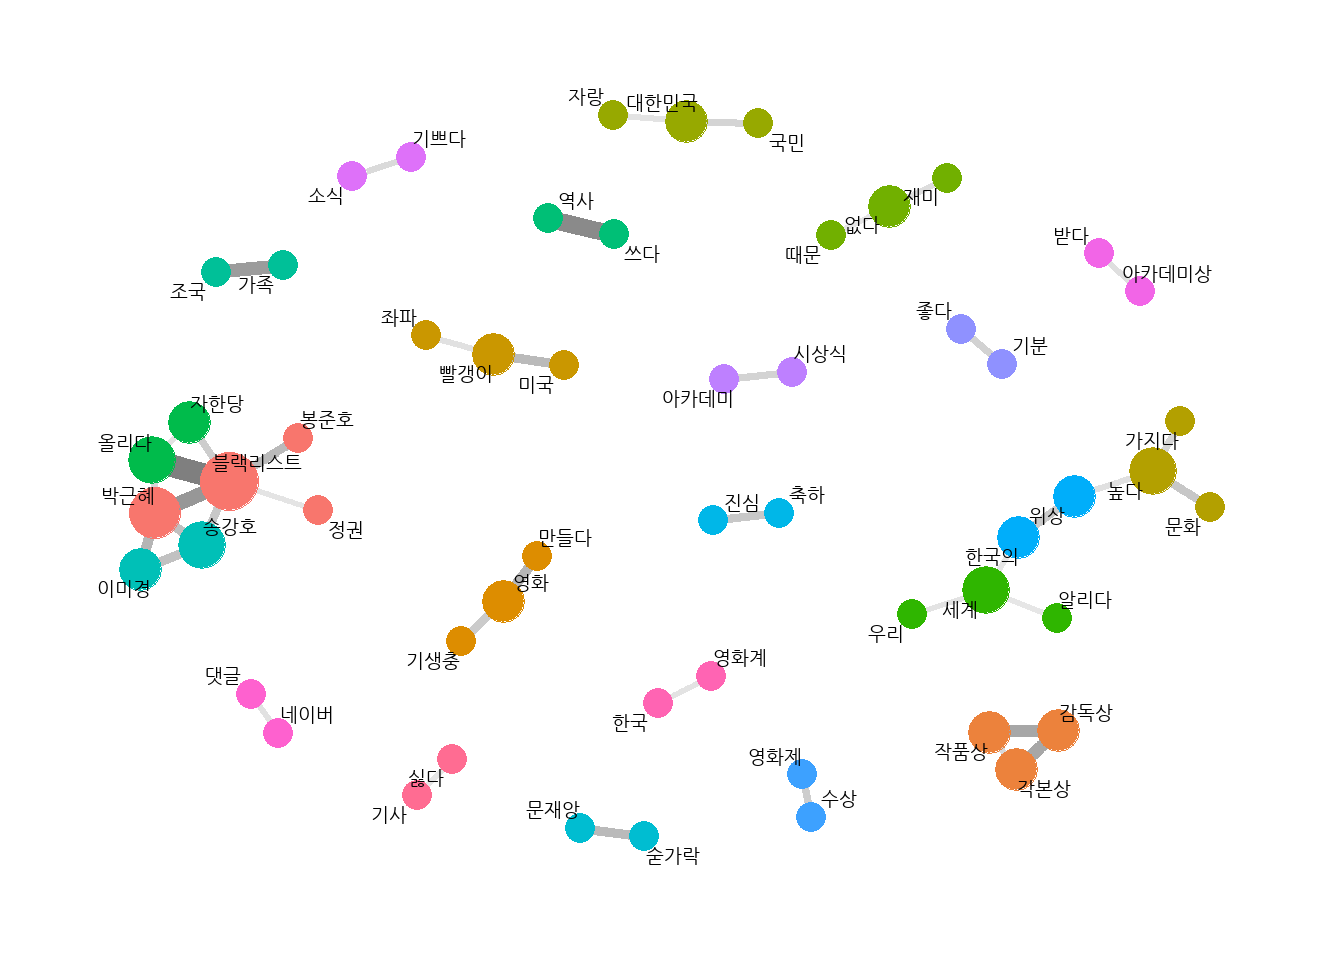 자랑
대한민국
국민
기쁘다
소식
역사
쓰다
재미
없다
때문
받다
아카데미상
조국
가족
좌파
빨갱이
미국
좋다
기분
시상식
아카데미
자한당
올리다
봉준호
블랙리스트
박근혜
정권
송강호
이미경
가지다
높다
문화
위상
한국의
세계
우리
알리다
진심
축하
만들다
영화
기생충
댓글
네이버
영화계
한국
감독상
작품상
각본상
싫다
기사
영화제
수상
문재앙
숟가락